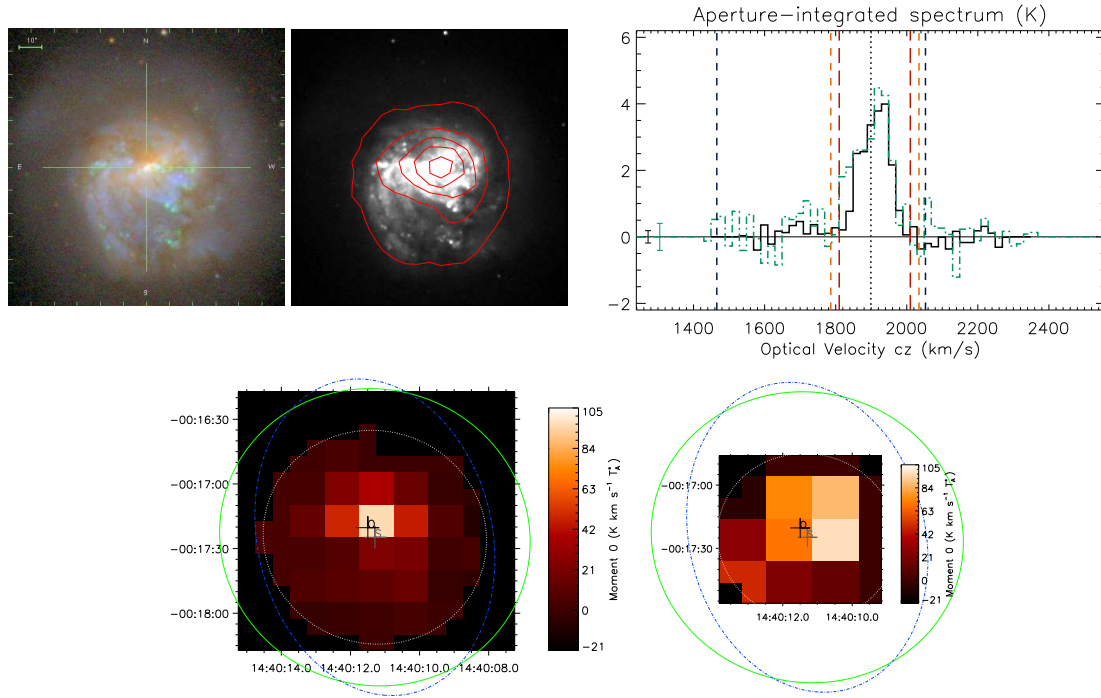 10"
N
E
W
S
Aperture-integrated spectrum (K)
6
4
2
0
-2
1400 1600 1800 2000 2200 2400
Optical Velocity cz (km/s)
-00:16:30
-00:17:00
-00:17:30
-00:18:00
14:40:14.0 14:40:12.0 14:40:10.0 14:40:08.0
b
s
105
84
63
42
21
0
-21
Moment 0 (K km s⁻¹ T*A)
-00:17:00
-00:17:30
14:40:12.0 14:40:10.0
b
s
105
84
63
42
21
0
-21
Moment 0 (K km s⁻¹ T*A)